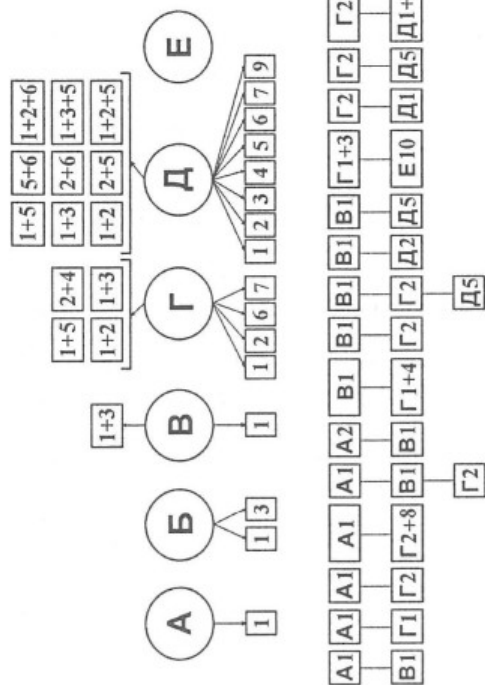 1+5 5+6 1+2+6
1+5 2+4 1+3 2+6 1+3+5
1+3 1+2 1+3 1+2 2+5 1+2+5
А Б В Г Д Е
1 1 3 1 1 2 6 7 1 2 3 4 5 6 7 9
А1 А1 А1 А1 А1 А2 В1 В1 В1 В1 В1 Г1+3 Г2 Г2 Г2
В1 Г1 Г2 Г2+8 В1 В1 Г1+4 Г2 Г2 Д2 Д5 Е10 Д1 Д5 Д1+
Г2 Д5